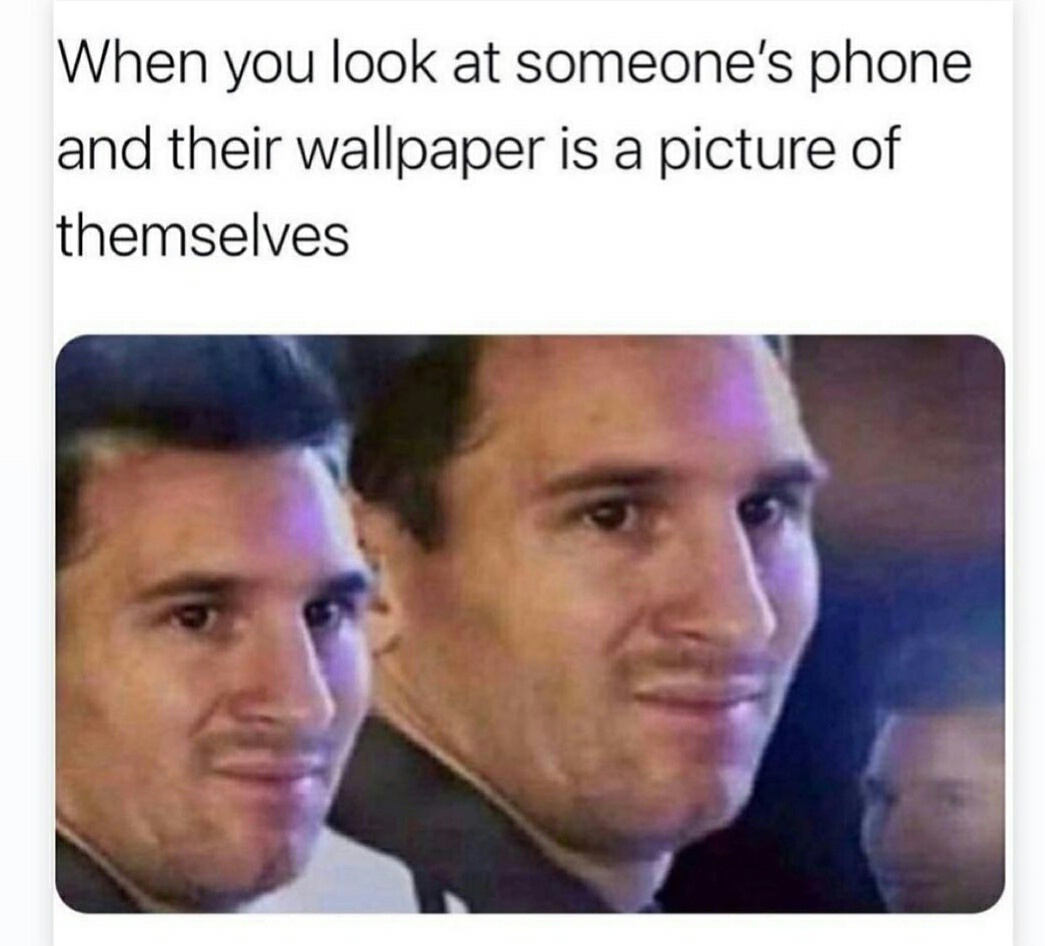 When you look at someone's phone
and their wallpaper is a picture of
themselves